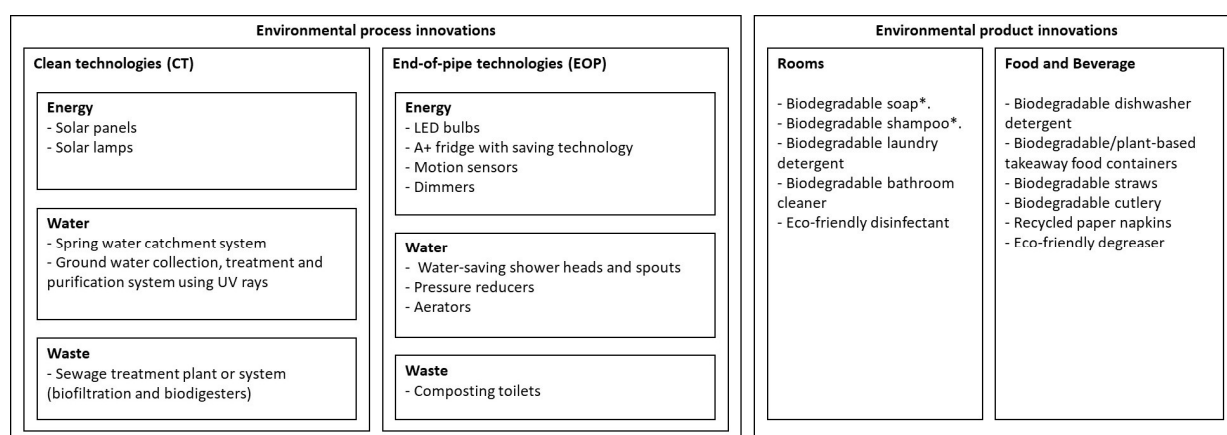 Environmental process innovations
Clean technologies (CT)
Energy
- Solar panels
- Solar lamps
Water
- Spring water catchment system
- Ground water collection, treatment and
purification system using UV rays
Waste
- Sewage treatment plant or system
(biofiltration and biodigesters)
End-of-pipe technologies (EOP)
Energy
- LED bulbs
- A+ fridge with saving technology
- Motion sensors
- Dimmers
Water
- Water-saving shower heads and spouts
- Pressure reducers
- Aerators
Waste
- Composting toilets
Environmental product innovations
Rooms
- Biodegradable soap*.
- Biodegradable shampoo*.
- Biodegradable laundry
detergent
- Biodegradable bathroom
cleaner
- Eco-friendly disinfectant
Food and Beverage
- Biodegradable dishwasher
detergent
- Biodegradable/plant-based
takeaway food containers
- Biodegradable straws
- Biodegradable cutlery
- Recycled paper napkins
- Eco-friendly degreaser